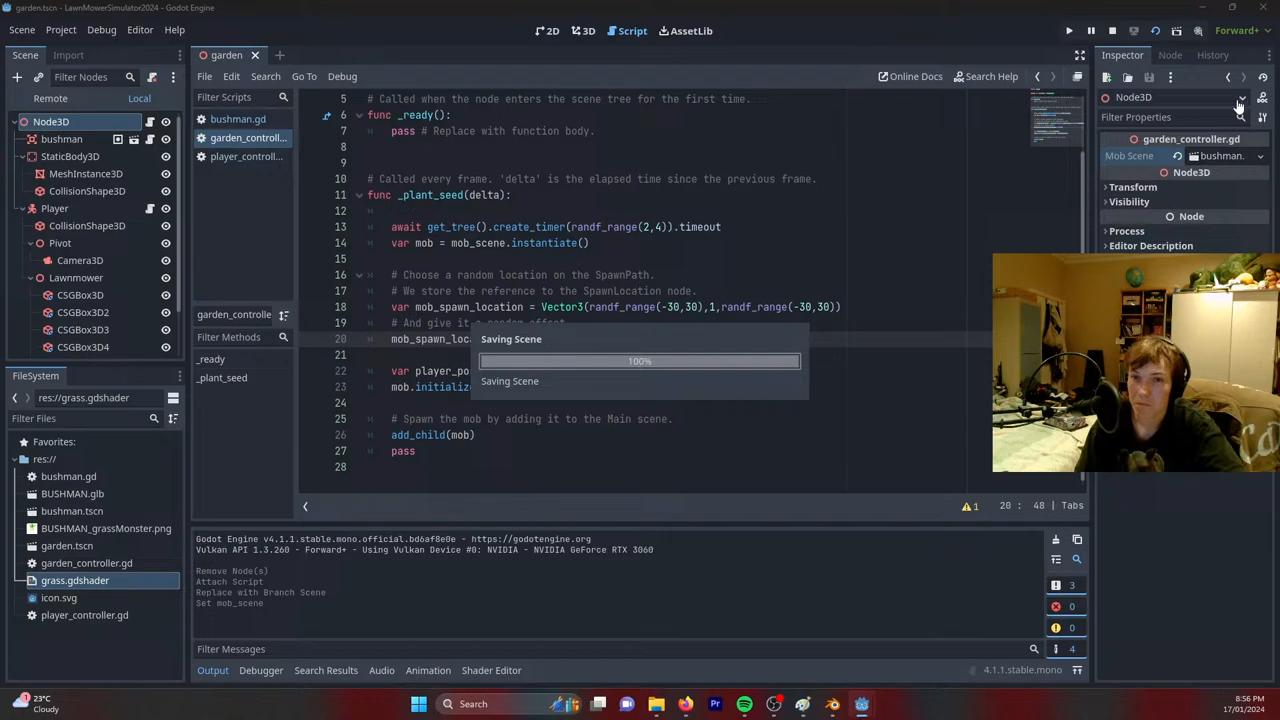 garden.tscn - LawnMowerSimulator2024 - Godot Engine
Scene Project Debug Editor Help
2D 3D Script AssetLib
Forward+
Scene Import
Filter Nodes
Remote Local
Node3D
bushman
StaticBody3D
MeshInstance3D
CollisionShape3D
Player
CollisionShape3D
Pivot
Camera3D
Lawnmower
CSGBox3D
CSGBox3D2
CSGBox3D3
CSGBox3D4
FileSystem
res://grass.gdshader
Filter Files
Favorites:
res://
bushman.gd
BUSHMAN.glb
bushman.tscn
BUSHMAN_grassMonster.png
garden.tscn
garden_controller.gd
grass.gdshader
icon.svg
player_controller.gd
garden
File Edit Search Go To Debug
Online Docs Search Help
Filter Scripts
bushman.gd
garden_controll...
player_controll...
garden_controlle
Filter Methods
_ready
_plant_seed
5 # Called when the node enters the scene tree for the first time.
6 func _ready():
7 pass # Replace with function body.
8
9
10 # Called every frame. 'delta' is the elapsed time since the previous frame.
11 func _plant_seed(delta):
12
13 await get_tree().create_timer(randf_range(2,4)).timeout
14 var mob = mob_scene.instantiate()
15
16 # Choose a random location on the SpawnPath.
17 # We store the reference to the SpawnLocation node.
18 var mob_spawn_location = Vector3(randf_range(-30,30),1,randf_range(-30,30))
19 # And give it a random offset.
20 mob_spawn_loca
21
22 var player_po
23 mob.initialize
24
25 # Spawn the mob by adding it to the Main scene.
26 add_child(mob)
27 pass
28
Saving Scene
100%
Saving Scene
1 20 : 48 | Tabs
Godot Engine v4.1.1.stable.mono.official.bd6af8e0e - https://godotengine.org
Vulkan API 1.3.260 - Forward+ - Using Vulkan Device #0: NVIDIA - NVIDIA GeForce RTX 3060
Remove Node(s)
Attach Script
Replace with Branch Scene
Set mob_scene
3
0
0
4
Filter Messages
Output Debugger Search Results Audio Animation Shader Editor
4.1.1.stable.mono
Inspector Node History
Node3D
Filter Properties
garden_controller.gd
Mob Scene bushman.
Node3D
Transform
Visibility
Node
Process
Editor Description
1
23°C
Cloudy
Search
8:56 PM
17/01/2024